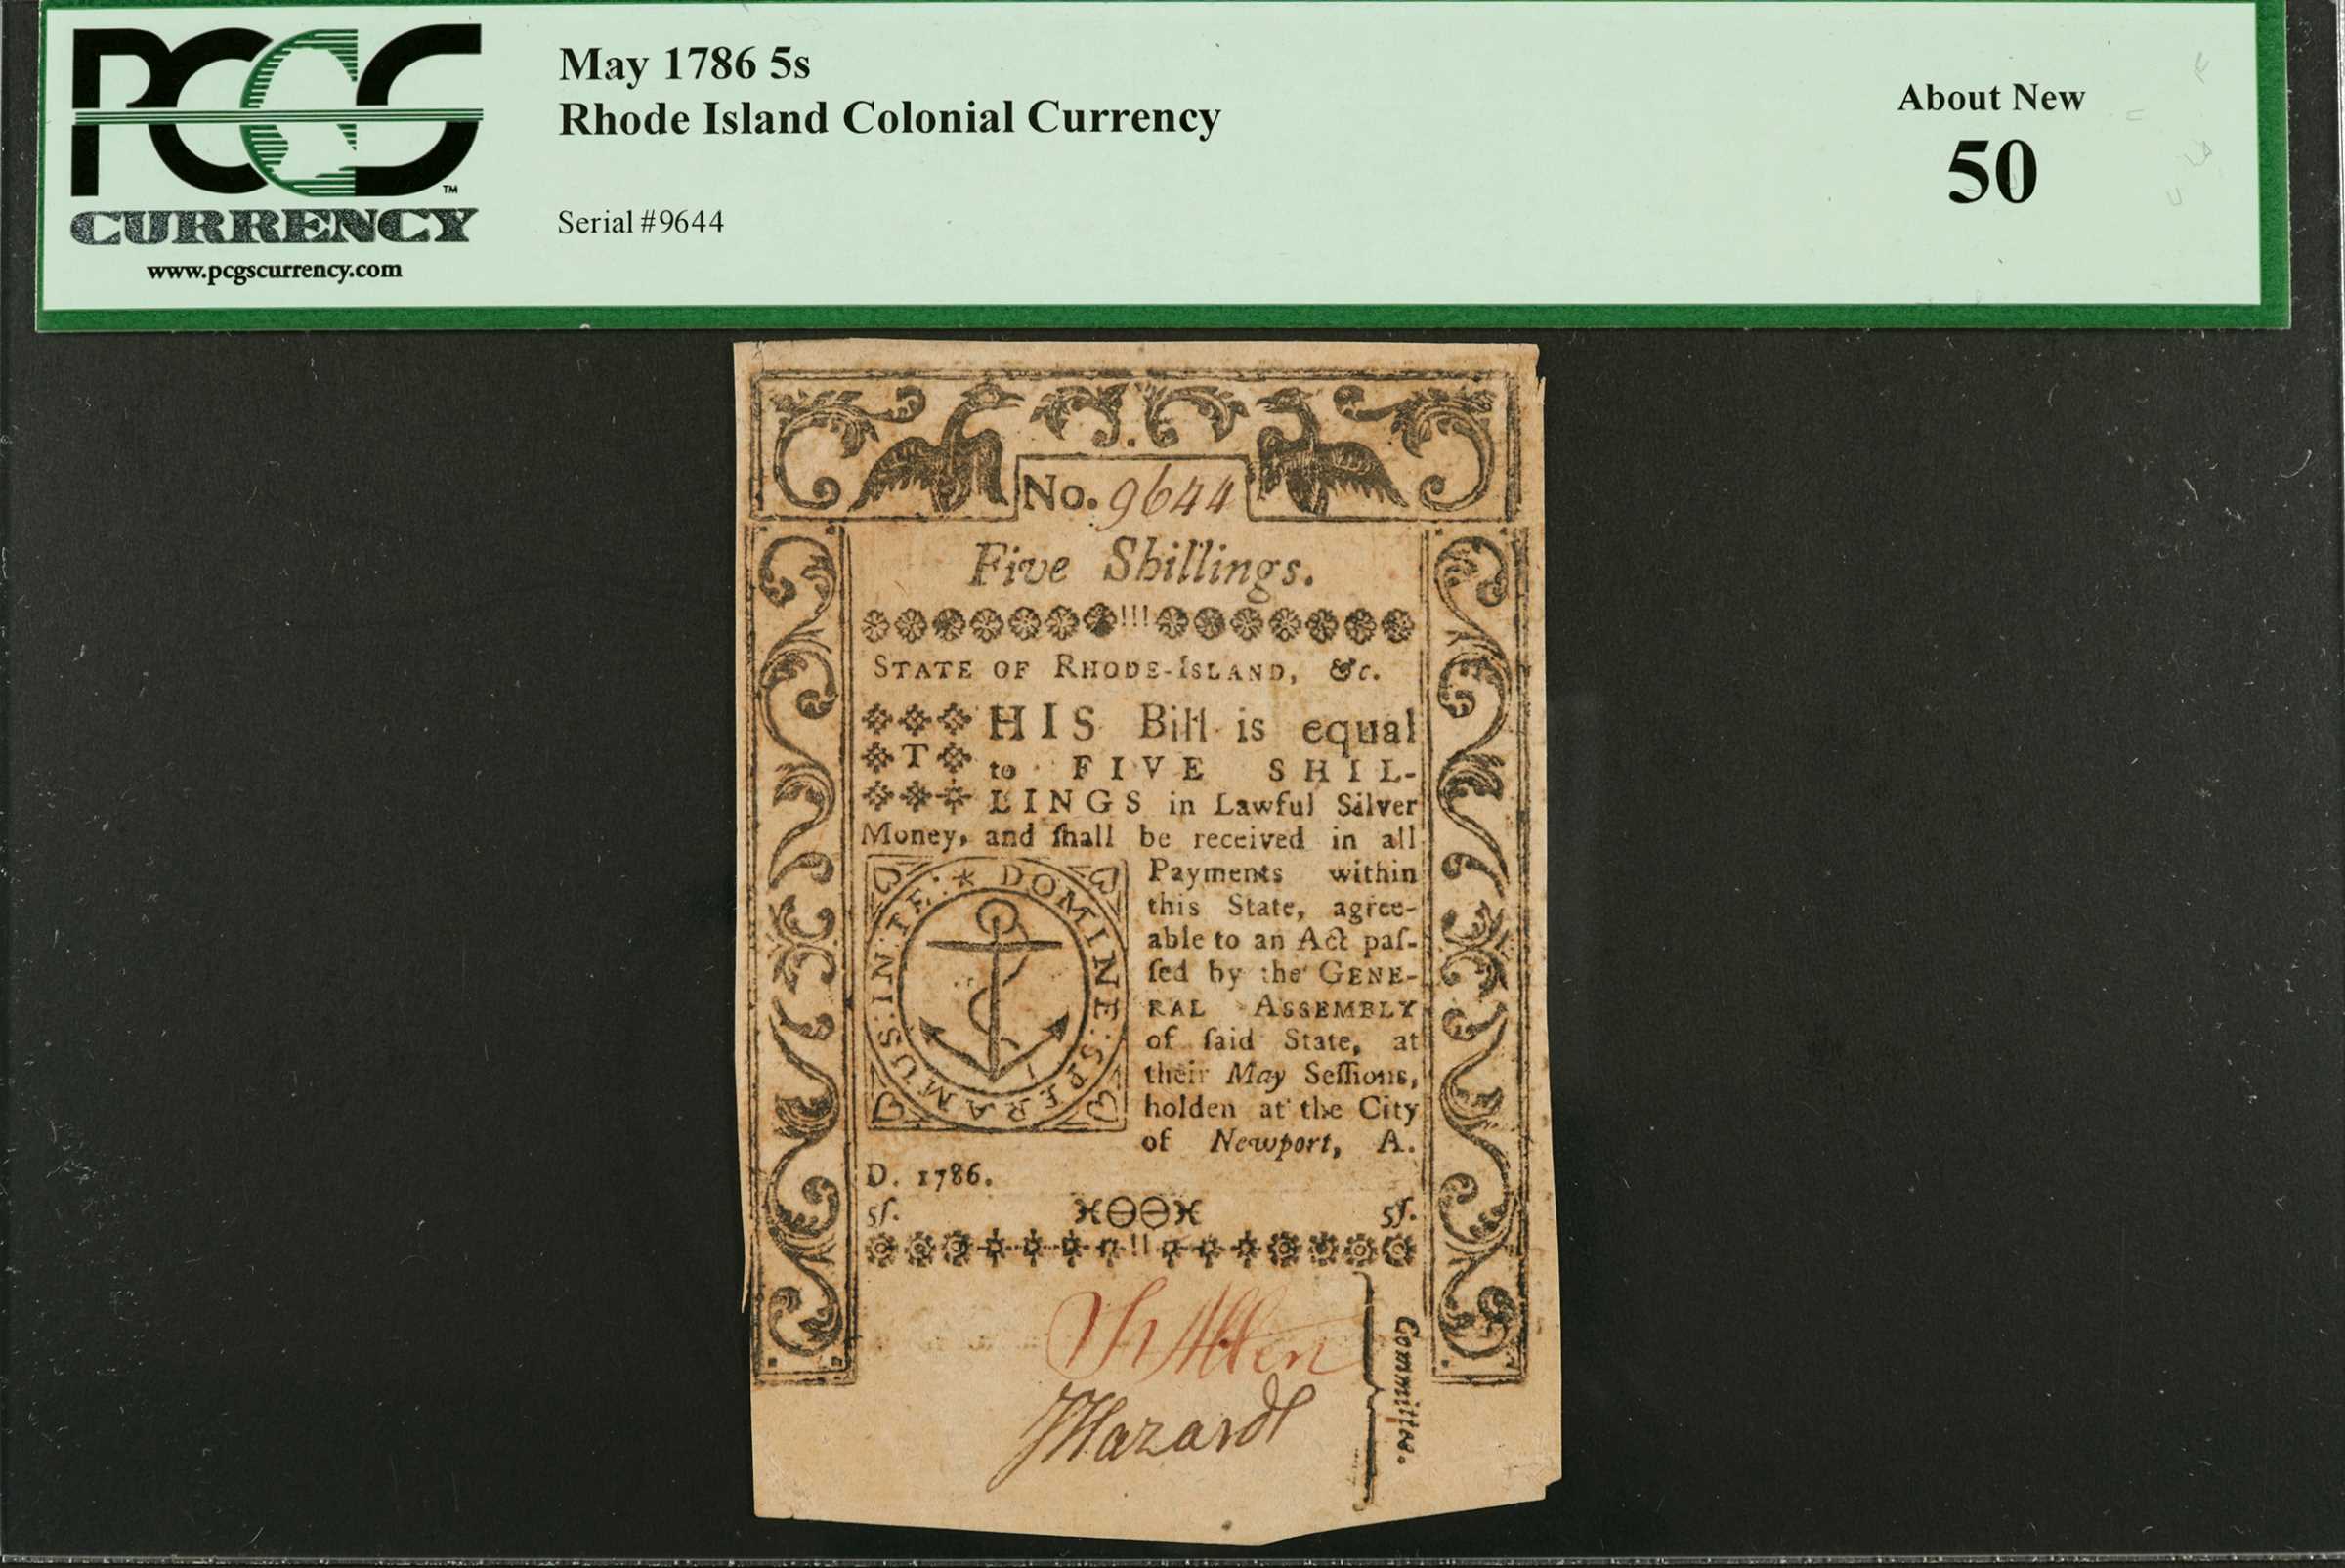 PCGS
™
CURRENCY
www.pcgscurrency.com
May 1786 5s
Rhode Island Colonial Currency
Serial #9644
About New
50
No. 9644
Five Shillings.
STATE OF RHODE-ISLAND, &c.
HIS Bill is equal
T to FIVE SHIL-
LINGS in Lawful Silver
Money, and ſhall be received in all
Payments within
this State, agree-
able to an Act paſ-
ſed by the GENE-
RAL ASSEMBLY
of ſaid State, at
their May Seſſions,
holden at the City
of Newport, A.
D. 1786.
IN TE: * DOMINE: SPERAMUS:
5ſ. 5ſ.
Allen
J Hazard
Committee.